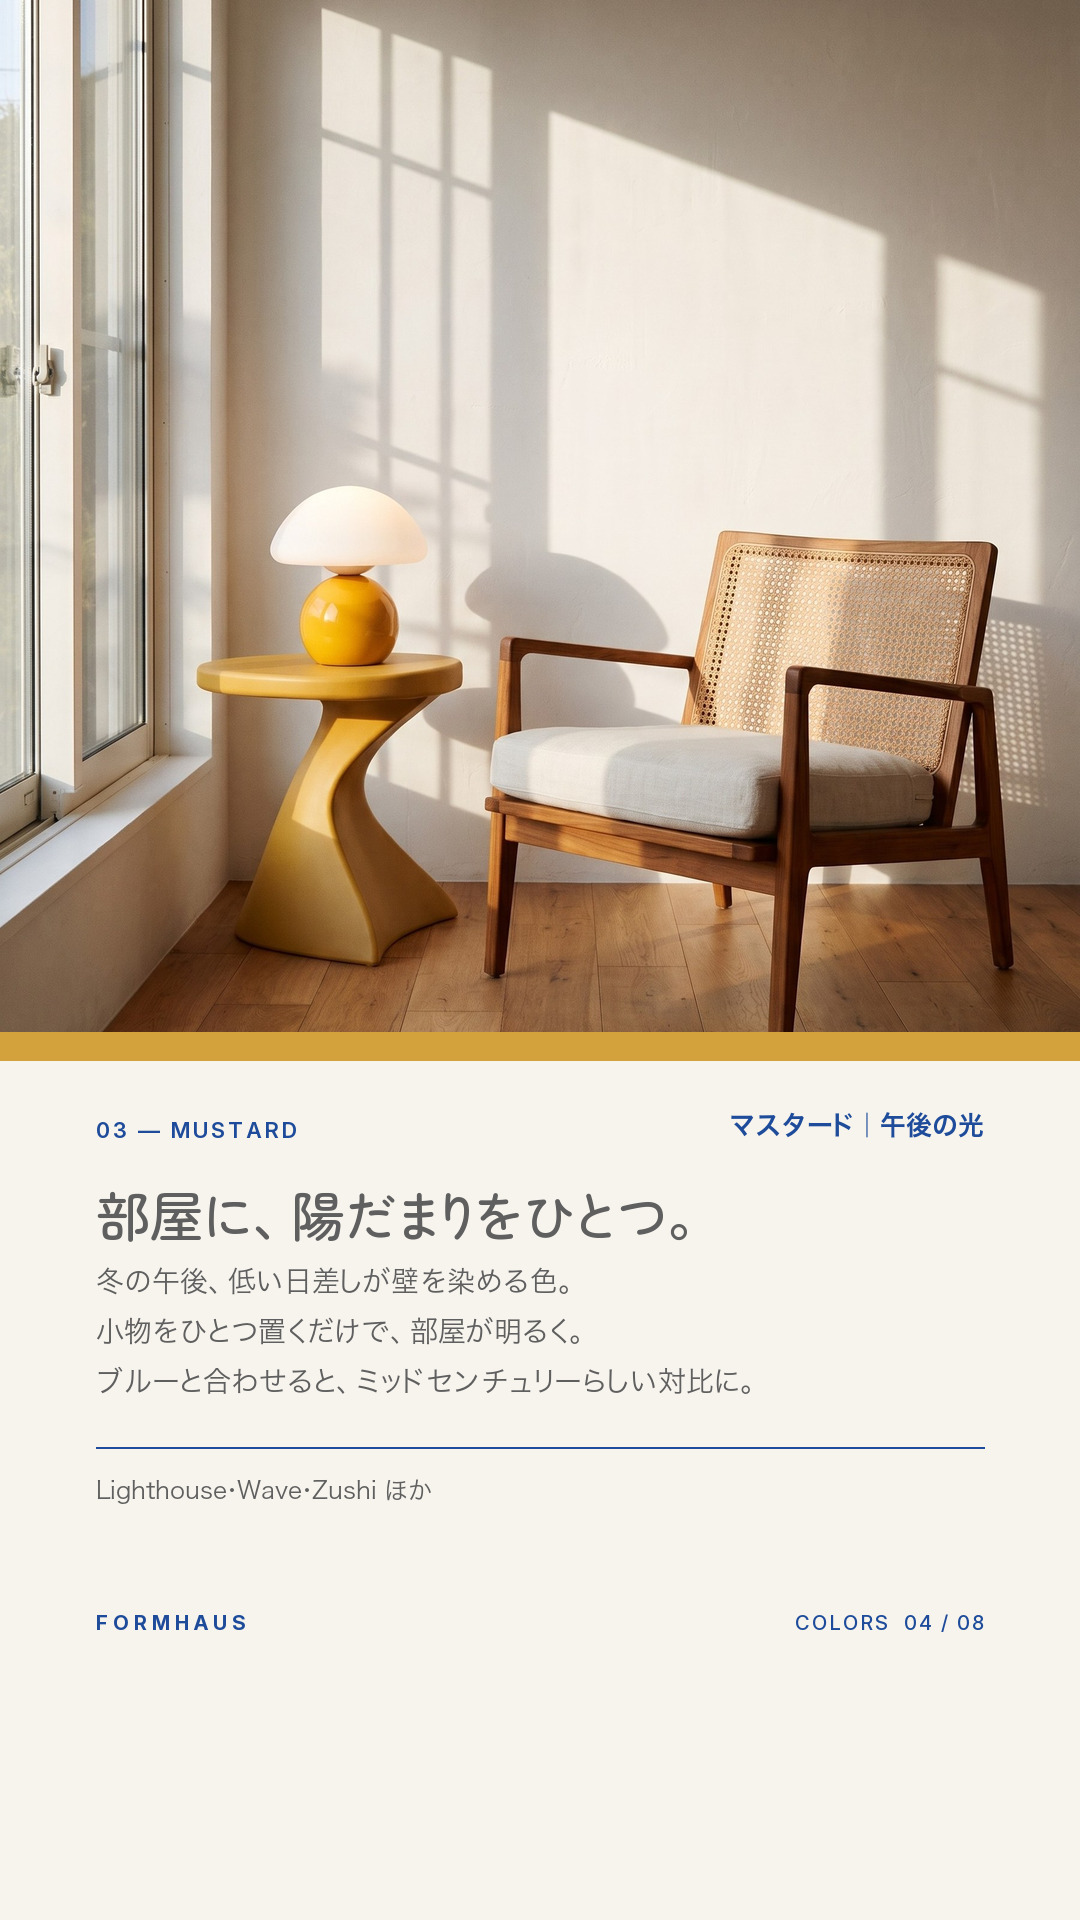 03 — MUSTARD
マスタード｜午後の光
部屋に、陽だまりをひとつ。
冬の午後、低い日差しが壁を染める色。
小物をひとつ置くだけで、部屋が明るく。
ブルーと合わせると、ミッドセンチュリーらしい対比に。
Lighthouse・Wave・Zushi ほか
FORMHAUS
COLORS 04 / 08